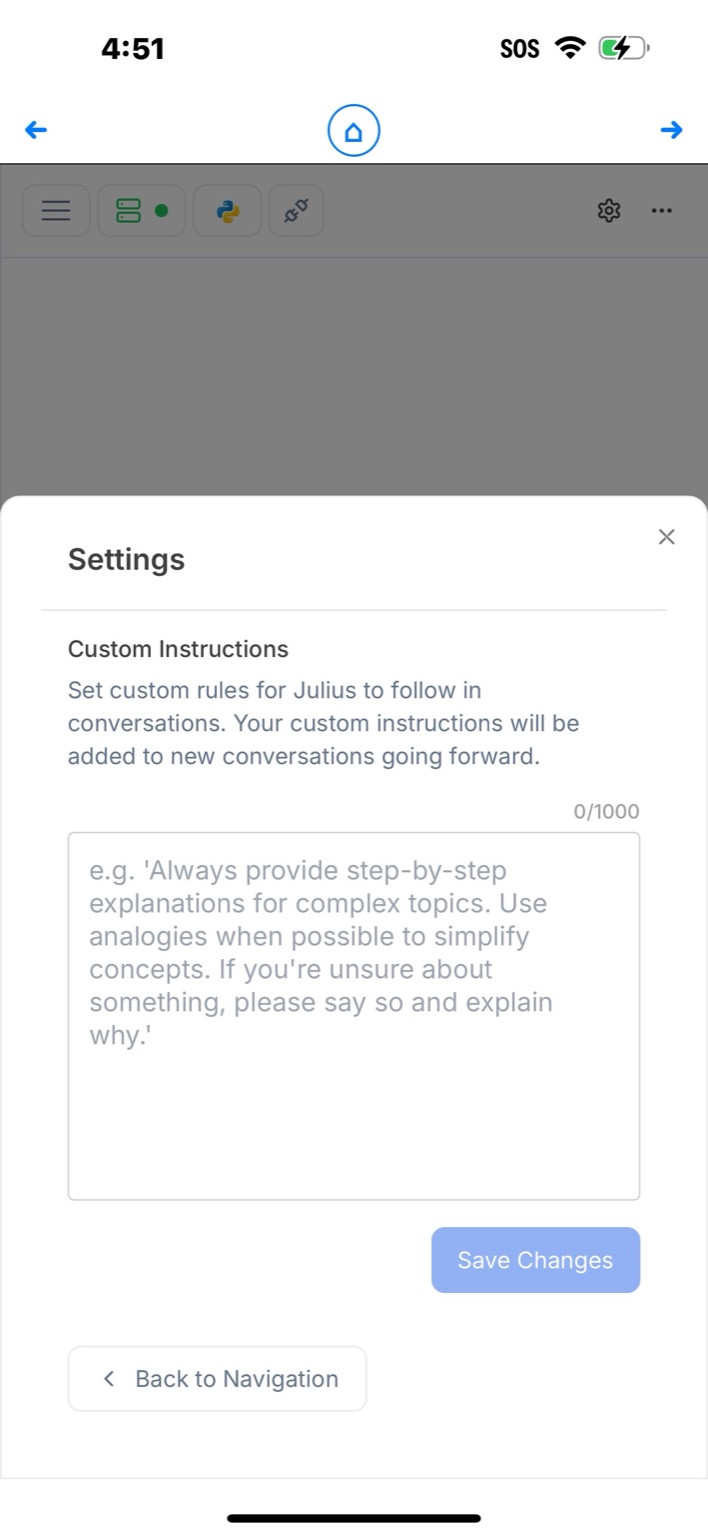 4:51
SOS
Settings
Custom Instructions
Set custom rules for Julius to follow in
conversations. Your custom instructions will be
added to new conversations going forward.
0/1000
e.g. 'Always provide step-by-step
explanations for complex topics. Use
analogies when possible to simplify
concepts. If you're unsure about
something, please say so and explain
why.'
Save Changes
Back to Navigation